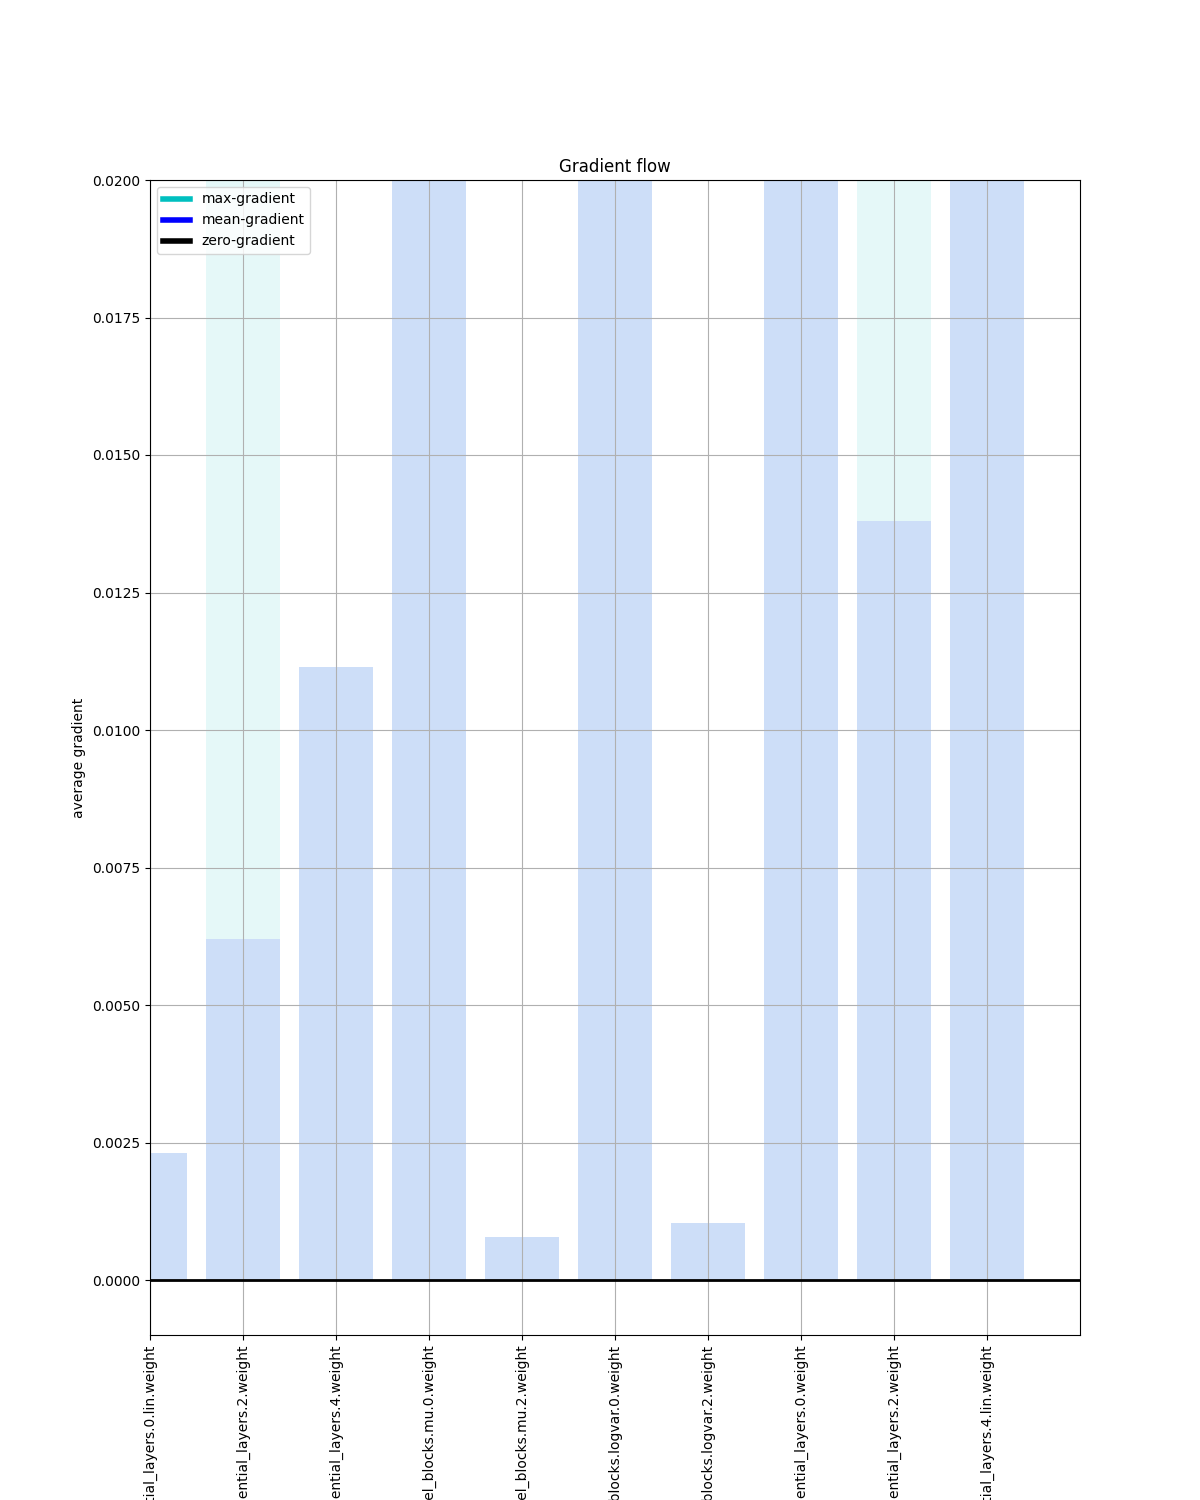 Gradient flow
max-gradient
mean-gradient
zero-gradient
0.0200
0.0175
0.0150
0.0125
0.0100
0.0075
0.0050
0.0025
0.0000
average gradient
tial_layers.0.lin.weight
ential_layers.2.weight
ential_layers.4.weight
el_blocks.mu.0.weight
el_blocks.mu.2.weight
blocks.logvar.0.weight
blocks.logvar.2.weight
ential_layers.0.weight
ential_layers.2.weight
tial_layers.4.lin.weight